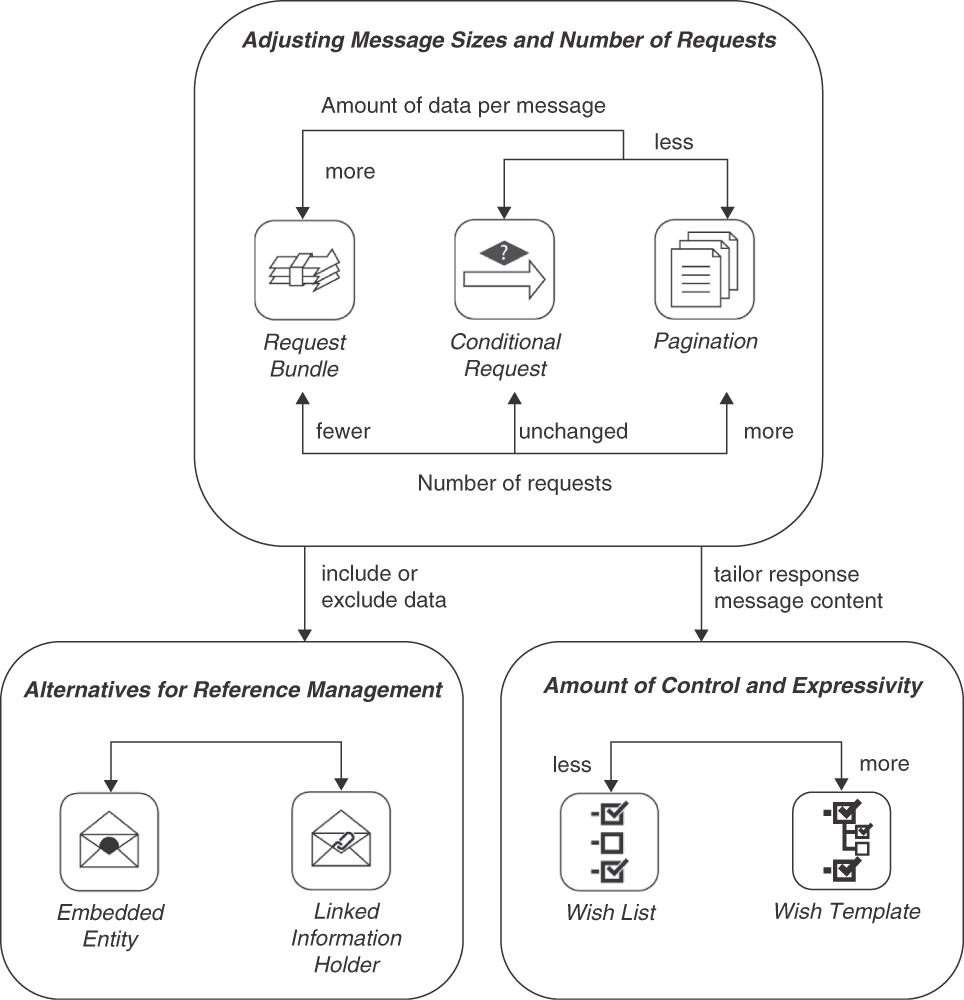 Adjusting Message Sizes and Number of Requests
Amount of data per message
less
more
?
Request
Bundle
Conditional
Request
Pagination
fewer
unchanged
more
Number of requests
include or
exclude data
tailor response
message content
Alternatives for Reference Management
Embedded
Entity
Linked
Information
Holder
Amount of Control and Expressivity
less
more
Wish List
Wish Template